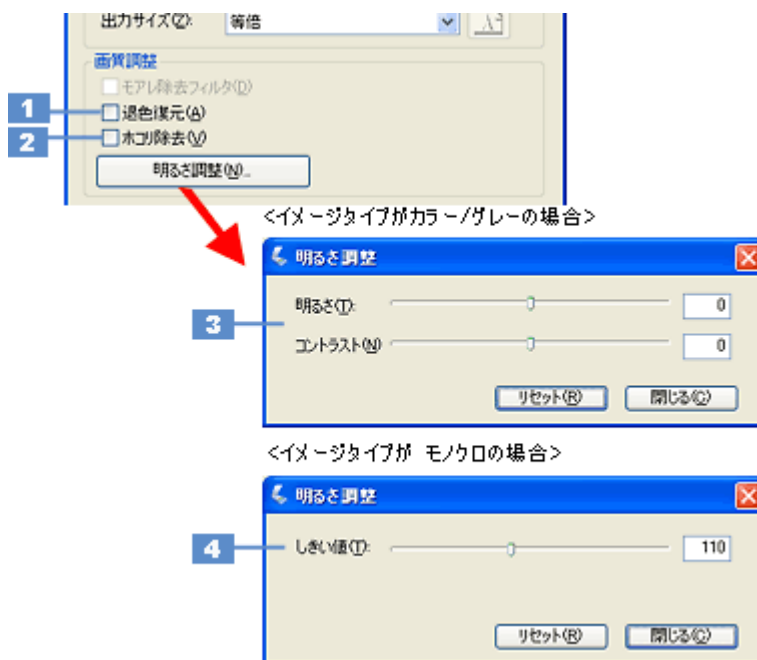 出力サイズ(Z): 等倍
画質調整
モアレ除去フィルタ(D)
1 退色復元(A)
2 ホコリ除去(V)
明るさ調整(N)...
<イメージタイプがカラー/グレーの場合>
明るさ調整
明るさ(T): 0
3
コントラスト(N) 0
リセット(R) 閉じる(C)
<イメージタイプが モノクロの場合>
明るさ調整
4 しきい値(T): 110
リセット(R) 閉じる(C)